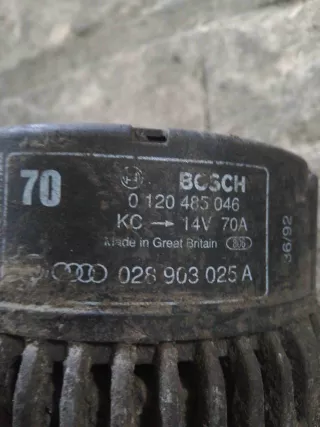 70
BOSCH
0 120 485 046
KC → 14V 70A
Made in Great Britain
028 903 025 A
36/92